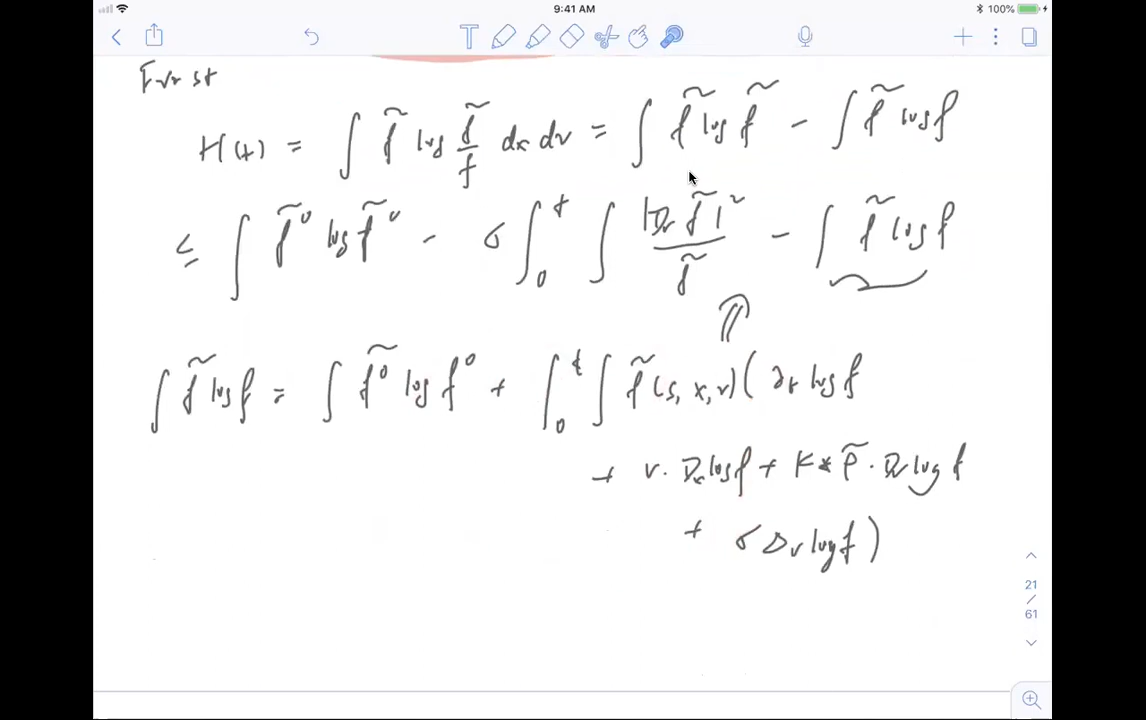 9:41 AM
100%
First
H(t) = ∫ f̃ log f̃/f dx dv = ∫ f̃ log f̃ - ∫ f̃ log f
≤ ∫ f̃⁰ log f̃⁰ - σ ∫₀ᵗ ∫ |∇ᵥ f̃|²/f̃ - ∫ f̃ log f
∫ f̃ log f = ∫ f̃⁰ log f⁰ + ∫₀ᵗ ∫ f̃(s, x, v) ( ∂ₜ log f
+ v · ∇ₓ log f + K ⋆ ρ̃ · ∇ᵥ log f
+ σ Δᵥ log f )
21
/
61